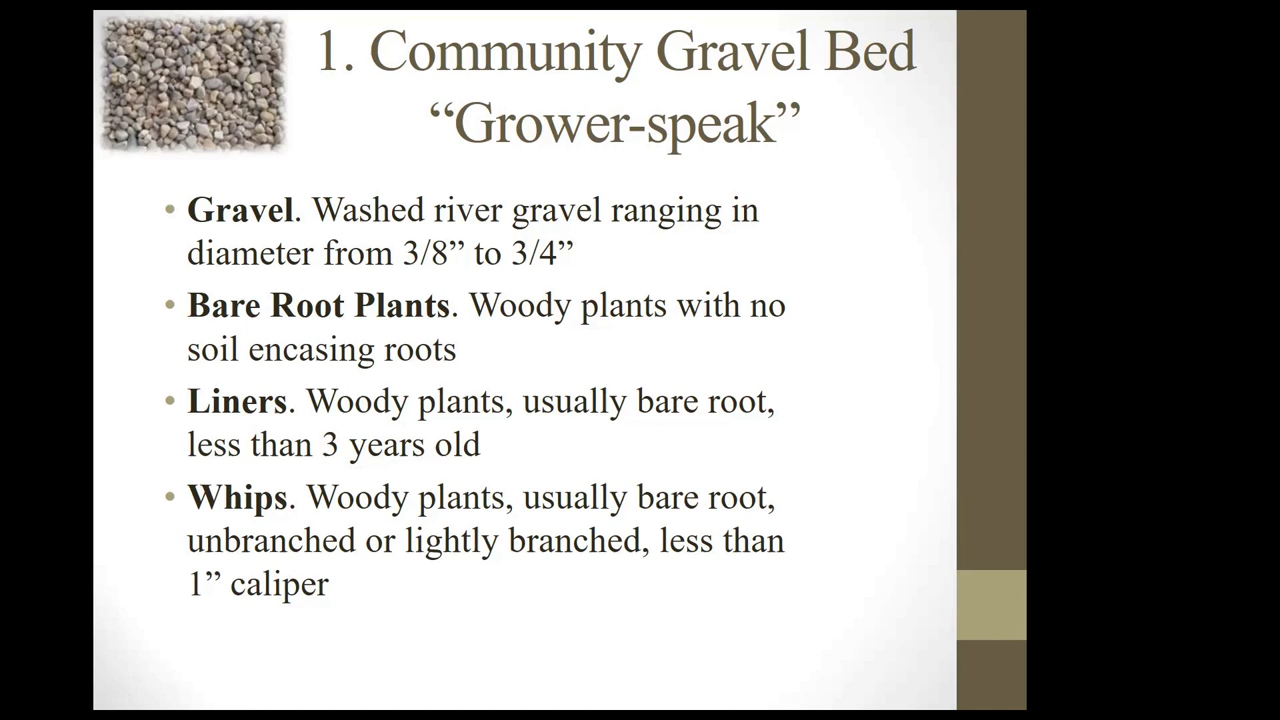 1. Community Gravel Bed
“Grower-speak”
• Gravel. Washed river gravel ranging in
diameter from 3/8” to 3/4”
• Bare Root Plants. Woody plants with no
soil encasing roots
• Liners. Woody plants, usually bare root,
less than 3 years old
• Whips. Woody plants, usually bare root,
unbranched or lightly branched, less than
1” caliper